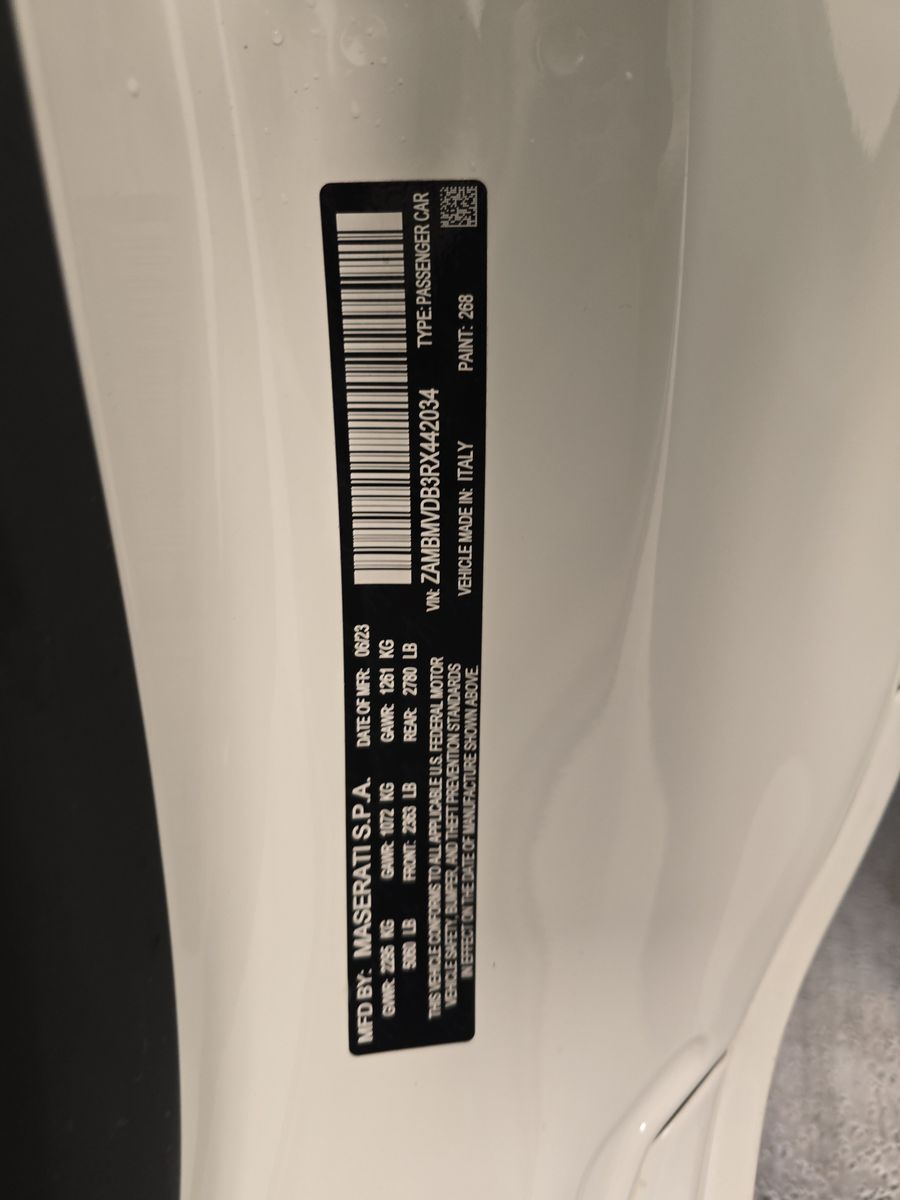 MFD BY: MASERATI S.P.A. DATE OF MFR: 06/23
GVWR: 2295 KG GAWR: 1072 KG GAWR: 1261 KG
5060 LB FRONT: 2363 LB REAR: 2780 LB
THIS VEHICLE CONFORMS TO ALL APPLICABLE U.S. FEDERAL MOTOR
VEHICLE SAFETY, BUMPER, AND THEFT PREVENTION STANDARDS
IN EFFECT ON THE DATE OF MANUFACTURE SHOWN ABOVE.
VIN: ZAMBMVDB3RX442034 TYPE: PASSENGER CAR
VEHICLE MADE IN: ITALY PAINT: 268